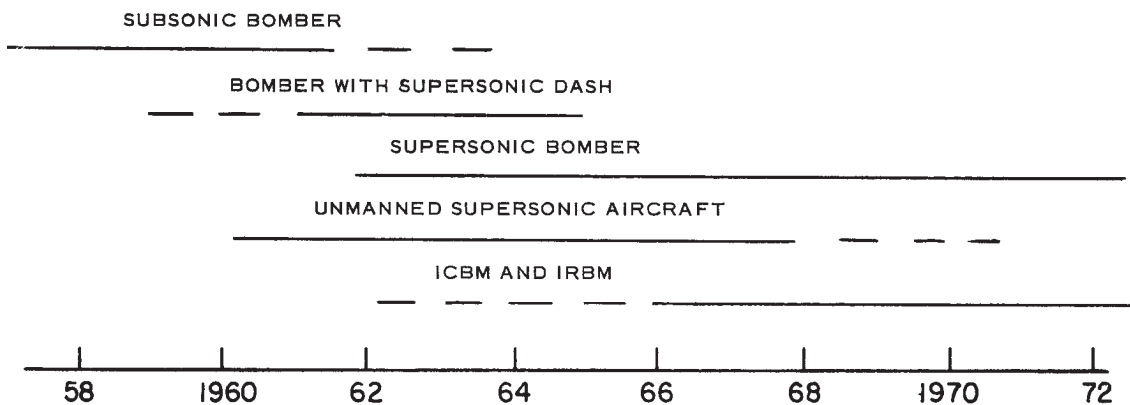 SUBSONIC BOMBER
BOMBER WITH SUPERSONIC DASH
SUPERSONIC BOMBER
UNMANNED SUPERSONIC AIRCRAFT
ICBM AND IRBM
58 1960 62 64 66 68 1970 72